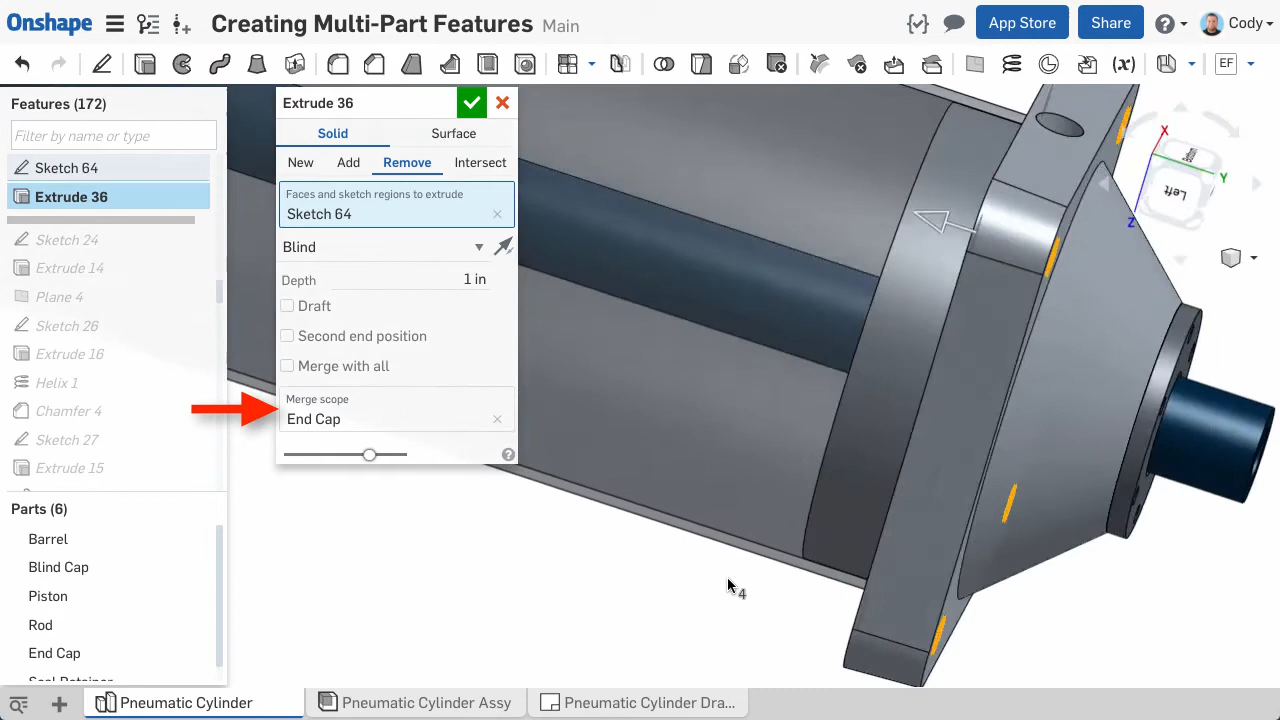 Onshape
Creating Multi-Part Features Main
App Store
Share
Cody
(x)
EF
Features (172)
Filter by name or type
Sketch 64
Extrude 36
Sketch 24
Extrude 14
Plane 4
Sketch 26
Extrude 16
Helix 1
Chamfer 4
Sketch 27
Extrude 15
Parts (6)
Barrel
Blind Cap
Piston
Rod
End Cap
Seal Retainer
Extrude 36
Solid Surface
New Add Remove Intersect
Faces and sketch regions to extrude
Sketch 64
Blind
Depth 1 in
Draft
Second end position
Merge with all
Merge scope
End Cap
X
Y
Z
Left
4
Pneumatic Cylinder
Pneumatic Cylinder Assy
Pneumatic Cylinder Dra...